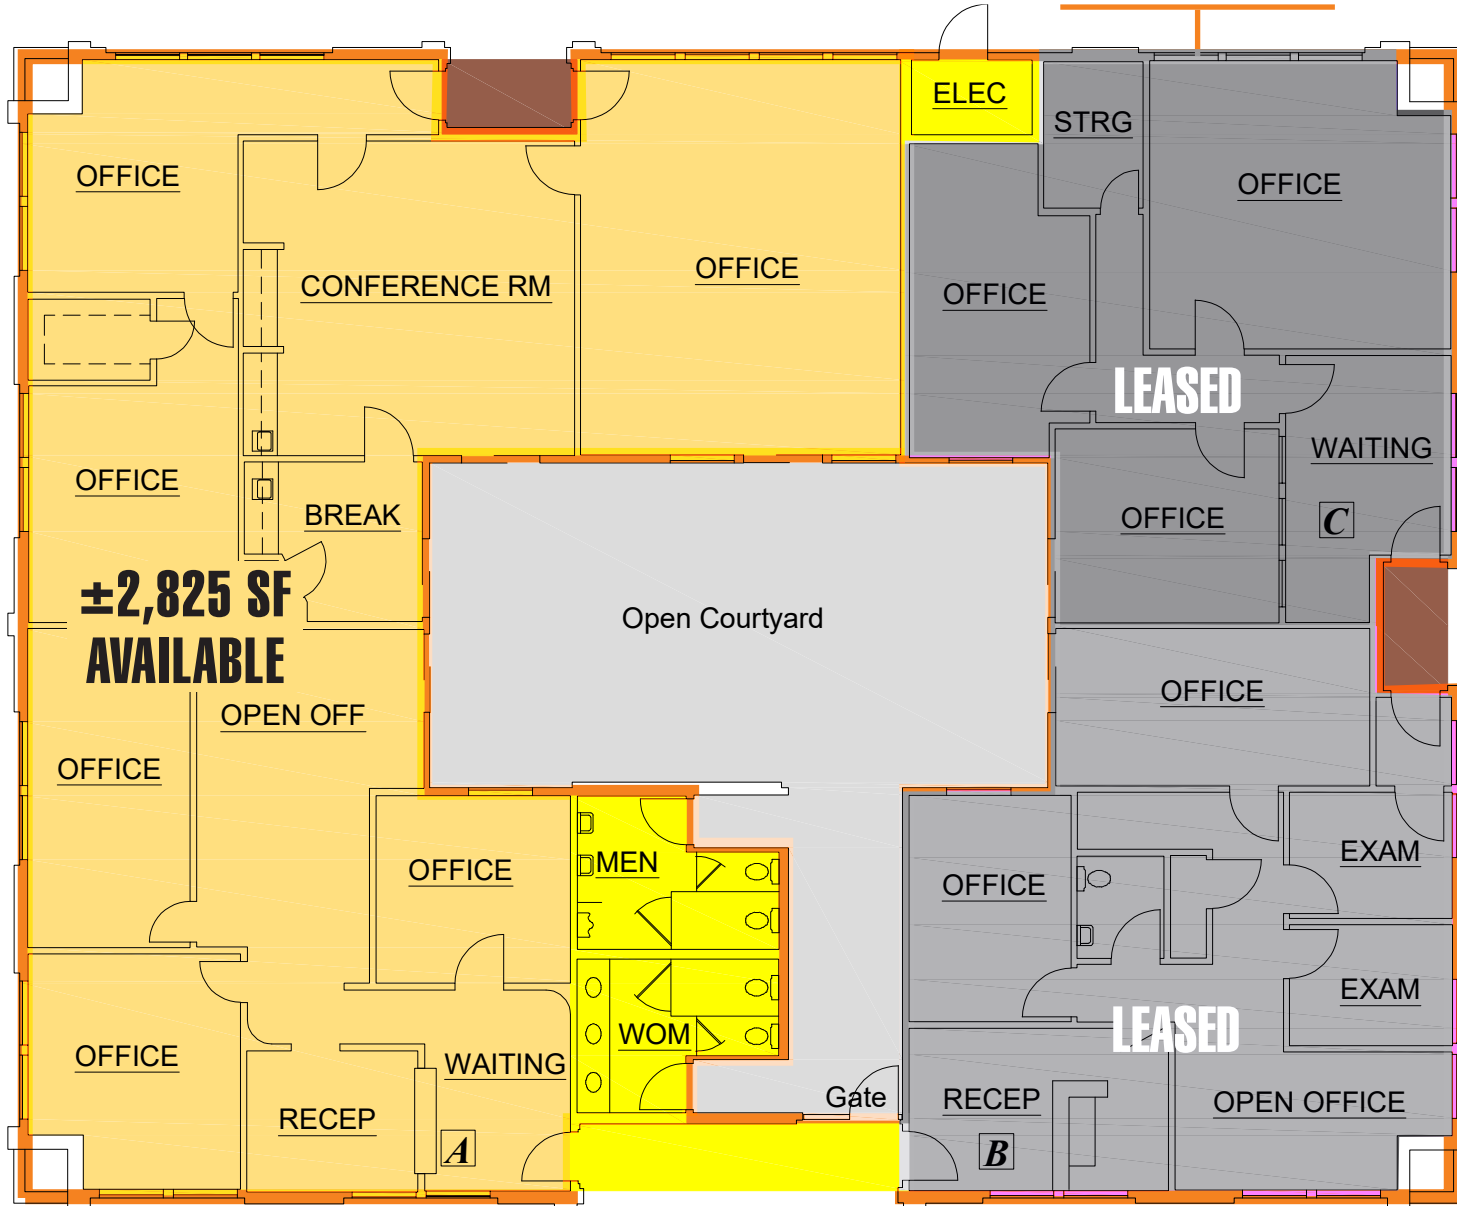 ELEC
STRG
OFFICE
OFFICE
OFFICE
CONFERENCE RM
OFFICE
LEASED
WAITING
OFFICE
BREAK
OFFICE
C
±2,825 SF
AVAILABLE
Open Courtyard
OFFICE
OPEN OFF
OFFICE
MEN
OFFICE
OFFICE
EXAM
EXAM
LEASED
WOM
OFFICE
WAITING
Gate
RECEP
OPEN OFFICE
RECEP
A
B